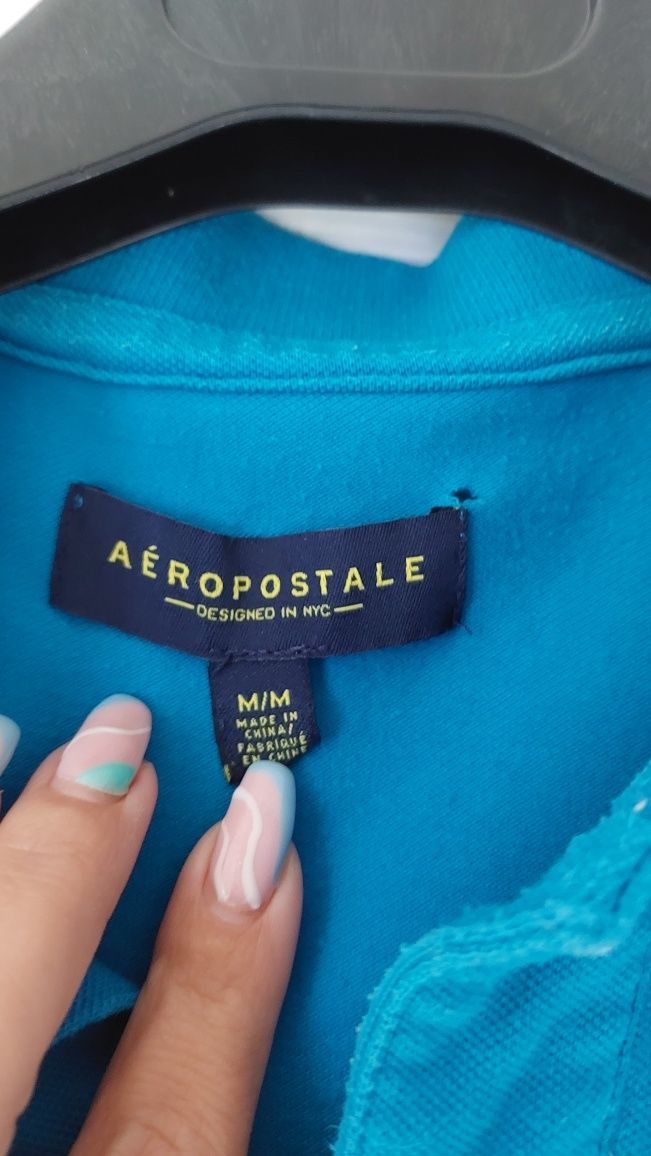 AÉROPOSTALE
DESIGNED IN NYC
M/M
MADE IN
CHINA/
FABRIQUÉ
EN CHINE